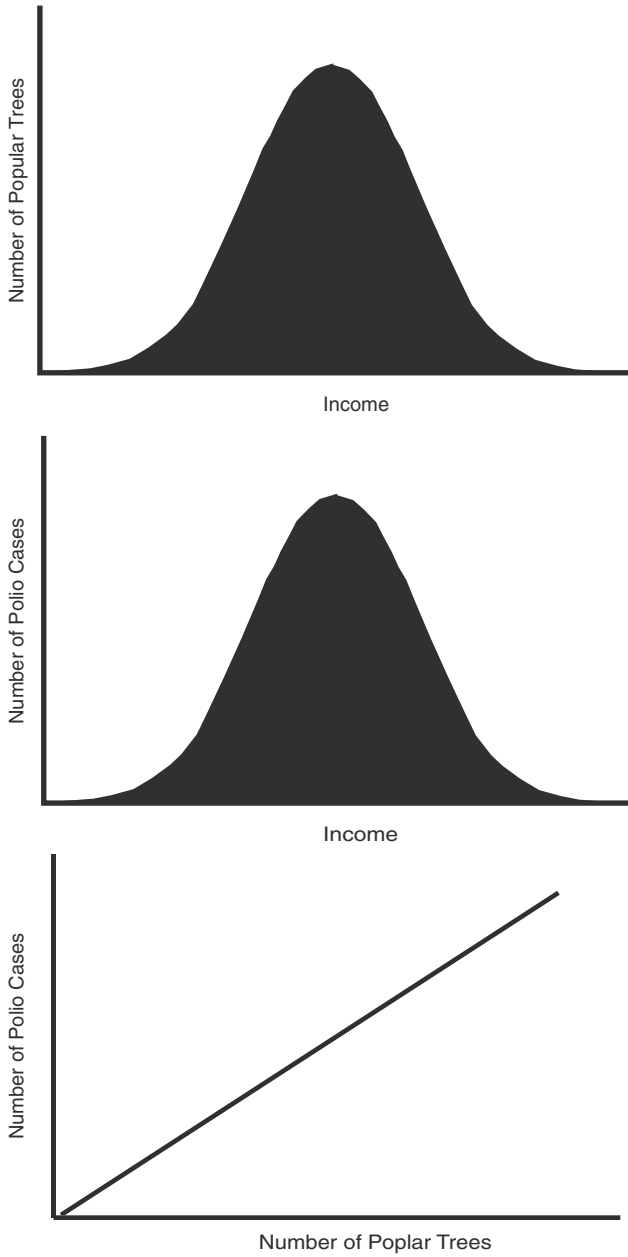 Number of Popular Trees
Income
Number of Polio Cases
Income
Number of Polio Cases
Number of Poplar Trees